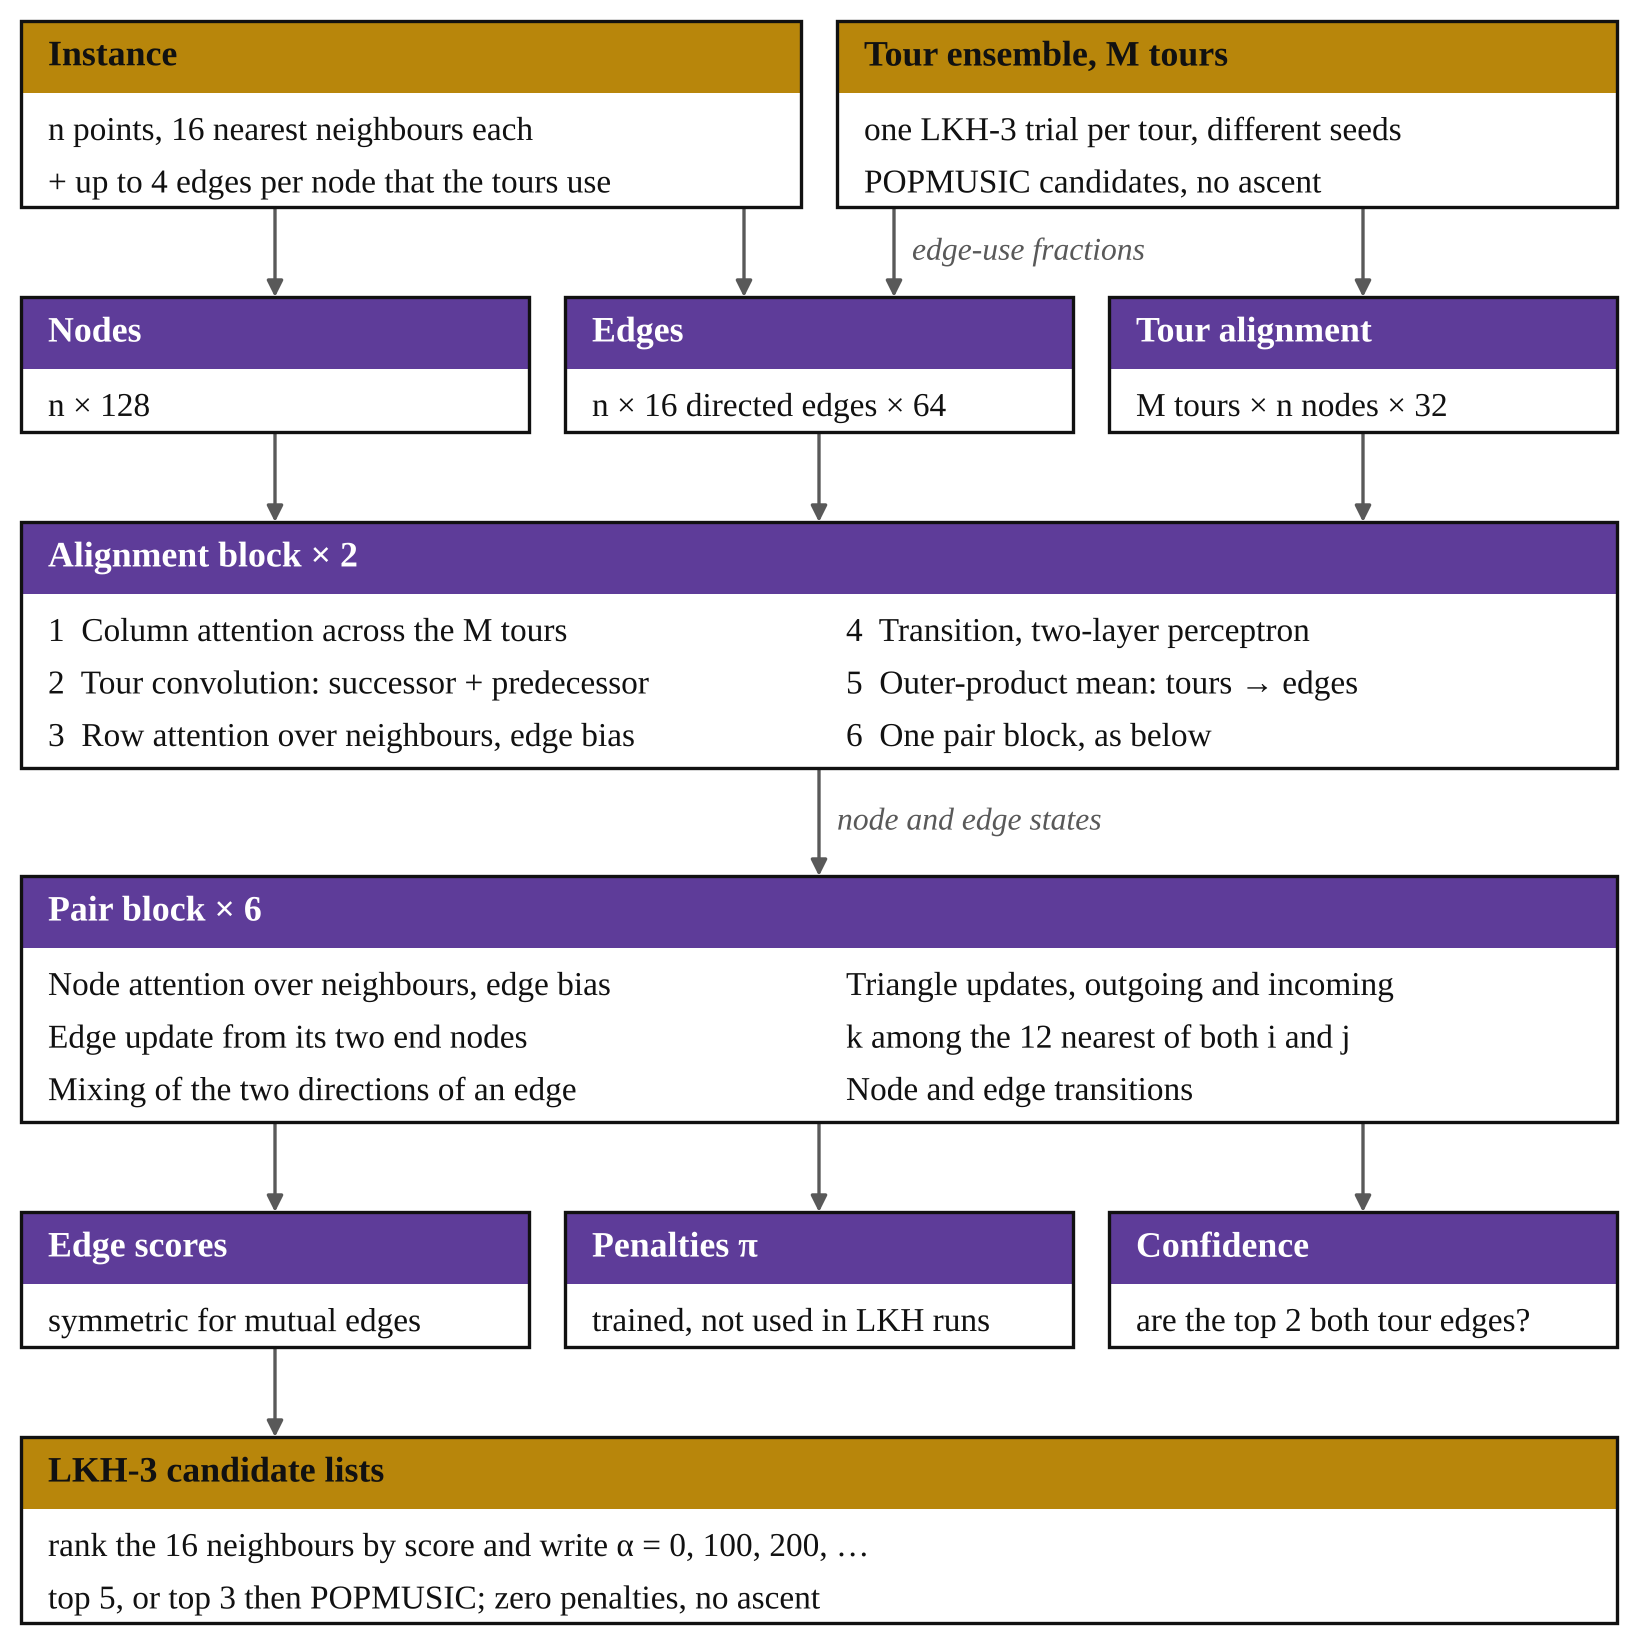 Instance
n points, 16 nearest neighbours each
+ up to 4 edges per node that the tours use
Tour ensemble, M tours
one LKH-3 trial per tour, different seeds
POPMUSIC candidates, no ascent
edge-use fractions
Nodes
n × 128
Edges
n × 16 directed edges × 64
Tour alignment
M tours × n nodes × 32
Alignment block × 2
1 Column attention across the M tours
2 Tour convolution: successor + predecessor
3 Row attention over neighbours, edge bias
4 Transition, two-layer perceptron
5 Outer-product mean: tours → edges
6 One pair block, as below
node and edge states
Pair block × 6
Node attention over neighbours, edge bias
Edge update from its two end nodes
Mixing of the two directions of an edge
Triangle updates, outgoing and incoming
k among the 12 nearest of both i and j
Node and edge transitions
Edge scores
symmetric for mutual edges
Penalties π
trained, not used in LKH runs
Confidence
are the top 2 both tour edges?
LKH-3 candidate lists
rank the 16 neighbours by score and write α = 0, 100, 200, …
top 5, or top 3 then POPMUSIC; zero penalties, no ascent